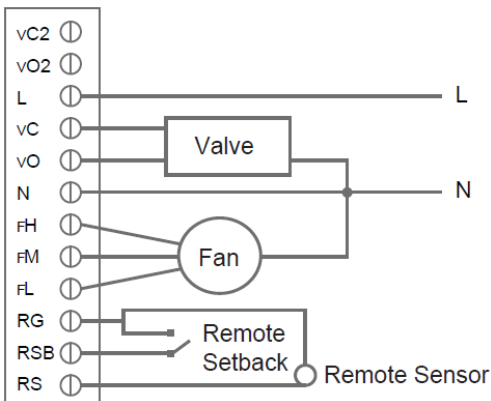 VC2
VO2
L
L
VC
Valve
VO
N
N
FH
FM
Fan
FL
RG
Remote
Setback
RSB
Remote Sensor
RS